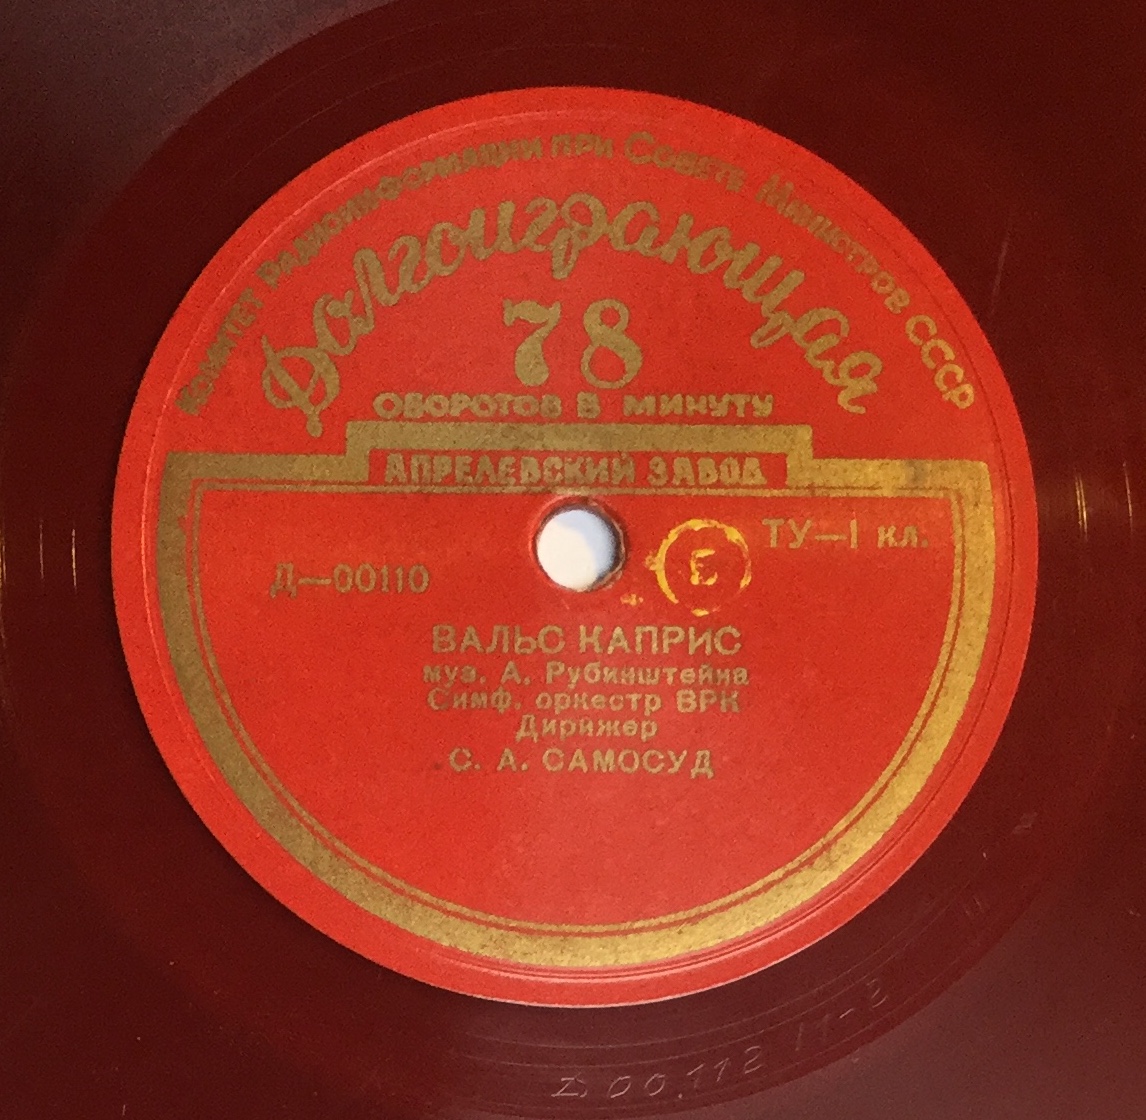 Комитет Радиоинформации при Совете Министров СССР
Долгоиграющая
78
ОБОРОТОВ В МИНУТУ
АПРЕЛЕВСКИЙ ЗАВОД
ТУ—1 кл.
Е
Д—00110
ВАЛЬС КАПРИС
муз. А. Рубинштейна
Симф. оркестр ВРК
Дирижер
С. А. САМОСУД